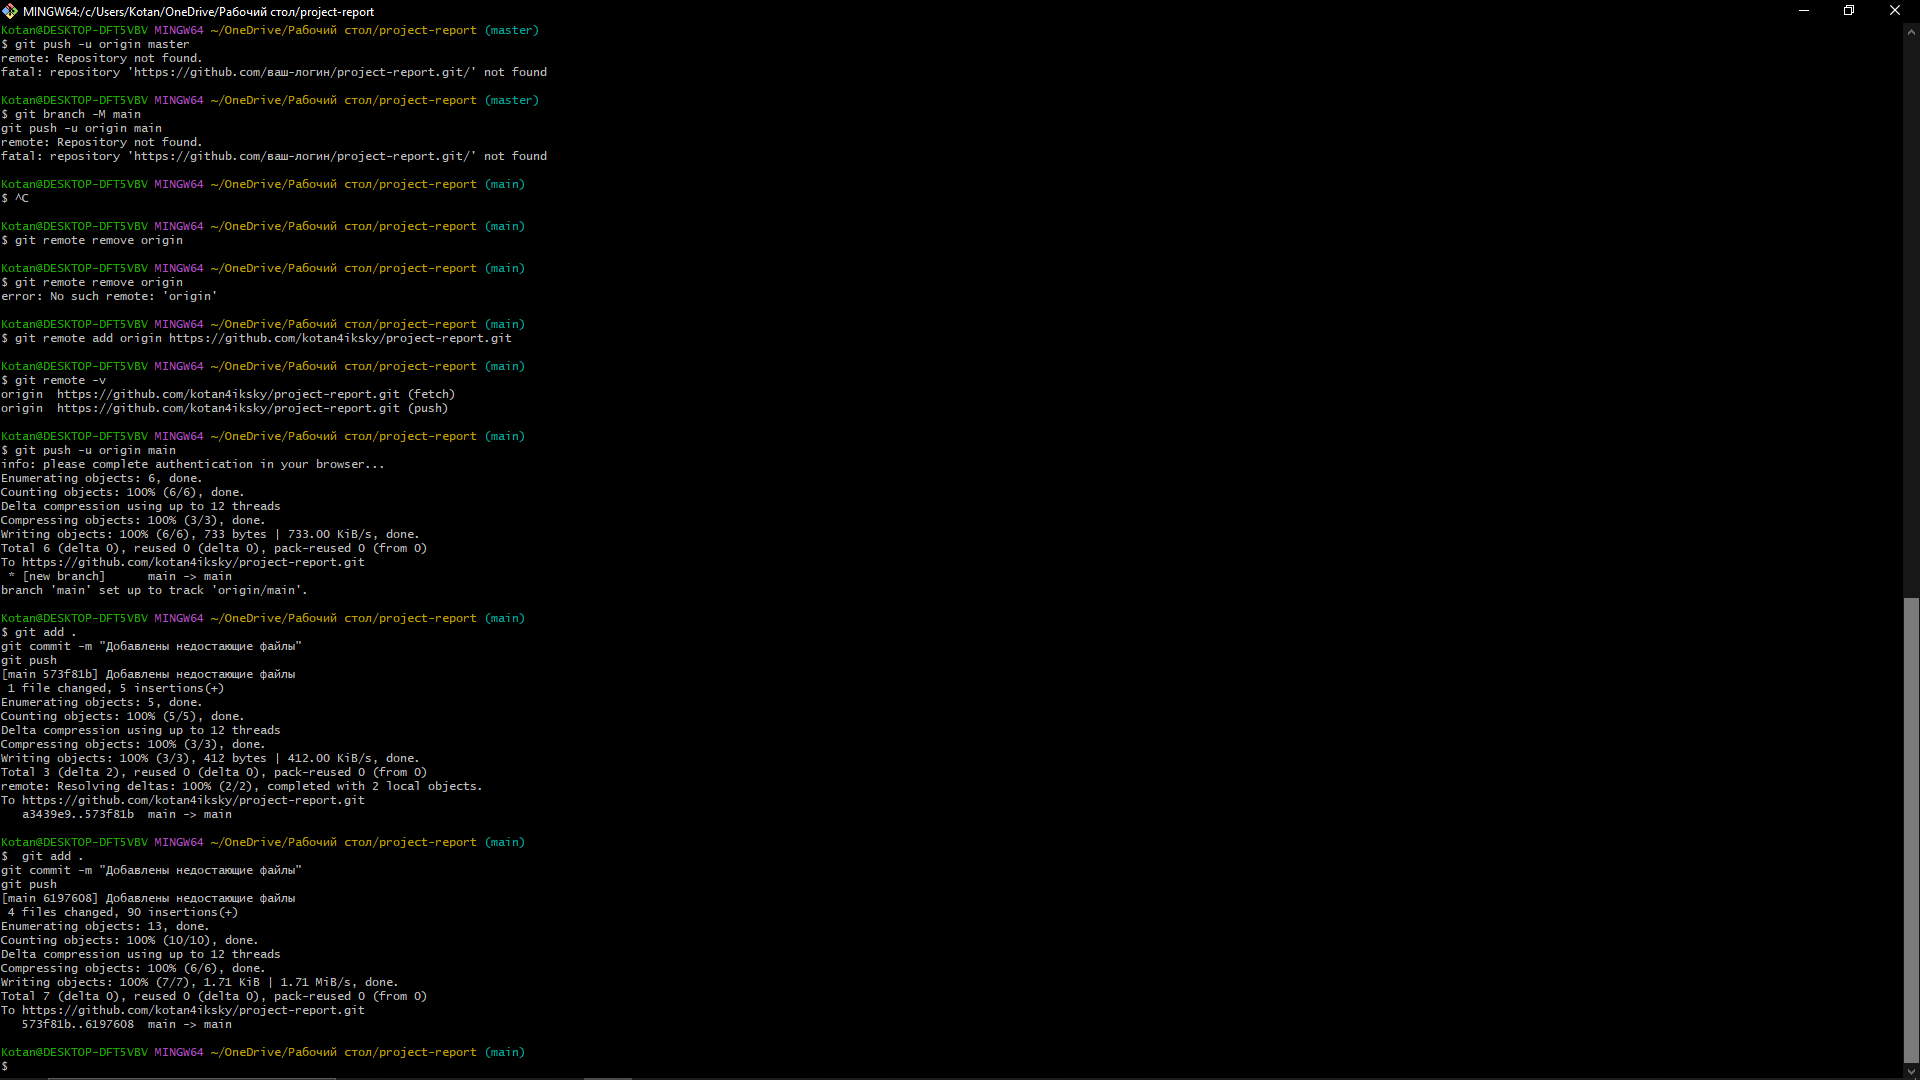 MINGW64:/c/Users/Kotan/OneDrive/Рабочий стол/project-report
Kotan@DESKTOP-DFT5VBV MINGW64 ~/OneDrive/Рабочий стол/project-report (master)
$ git push -u origin master
remote: Repository not found.
fatal: repository 'https://github.com/ваш-логин/project-report.git/' not found
Kotan@DESKTOP-DFT5VBV MINGW64 ~/OneDrive/Рабочий стол/project-report (master)
$ git branch -M main
git push -u origin main
remote: Repository not found.
fatal: repository 'https://github.com/ваш-логин/project-report.git/' not found
Kotan@DESKTOP-DFT5VBV MINGW64 ~/OneDrive/Рабочий стол/project-report (main)
$ ^C
Kotan@DESKTOP-DFT5VBV MINGW64 ~/OneDrive/Рабочий стол/project-report (main)
$ git remote remove origin
Kotan@DESKTOP-DFT5VBV MINGW64 ~/OneDrive/Рабочий стол/project-report (main)
$ git remote remove origin
error: No such remote: 'origin'
Kotan@DESKTOP-DFT5VBV MINGW64 ~/OneDrive/Рабочий стол/project-report (main)
$ git remote add origin https://github.com/kotan4iksky/project-report.git
Kotan@DESKTOP-DFT5VBV MINGW64 ~/OneDrive/Рабочий стол/project-report (main)
$ git remote -v
origin  https://github.com/kotan4iksky/project-report.git (fetch)
origin  https://github.com/kotan4iksky/project-report.git (push)
Kotan@DESKTOP-DFT5VBV MINGW64 ~/OneDrive/Рабочий стол/project-report (main)
$ git push -u origin main
info: please complete authentication in your browser...
Enumerating objects: 6, done.
Counting objects: 100% (6/6), done.
Delta compression using up to 12 threads
Compressing objects: 100% (3/3), done.
Writing objects: 100% (6/6), 733 bytes | 733.00 KiB/s, done.
Total 6 (delta 0), reused 0 (delta 0), pack-reused 0 (from 0)
To https://github.com/kotan4iksky/project-report.git
 * [new branch]      main -> main
branch 'main' set up to track 'origin/main'.
Kotan@DESKTOP-DFT5VBV MINGW64 ~/OneDrive/Рабочий стол/project-report (main)
$ git add .
git commit -m "Добавлены недостающие файлы"
git push
[main 573f81b] Добавлены недостающие файлы
 1 file changed, 5 insertions(+)
Enumerating objects: 5, done.
Counting objects: 100% (5/5), done.
Delta compression using up to 12 threads
Compressing objects: 100% (3/3), done.
Writing objects: 100% (3/3), 412 bytes | 412.00 KiB/s, done.
Total 3 (delta 2), reused 0 (delta 0), pack-reused 0 (from 0)
remote: Resolving deltas: 100% (2/2), completed with 2 local objects.
To https://github.com/kotan4iksky/project-report.git
   a3439e9..573f81b  main -> main
Kotan@DESKTOP-DFT5VBV MINGW64 ~/OneDrive/Рабочий стол/project-report (main)
$  git add .
git commit -m "Добавлены недостающие файлы"
git push
[main 6197608] Добавлены недостающие файлы
 4 files changed, 90 insertions(+)
Enumerating objects: 13, done.
Counting objects: 100% (10/10), done.
Delta compression using up to 12 threads
Compressing objects: 100% (6/6), done.
Writing objects: 100% (7/7), 1.71 KiB | 1.71 MiB/s, done.
Total 7 (delta 0), reused 0 (delta 0), pack-reused 0 (from 0)
To https://github.com/kotan4iksky/project-report.git
   573f81b..6197608  main -> main
Kotan@DESKTOP-DFT5VBV MINGW64 ~/OneDrive/Рабочий стол/project-report (main)
$